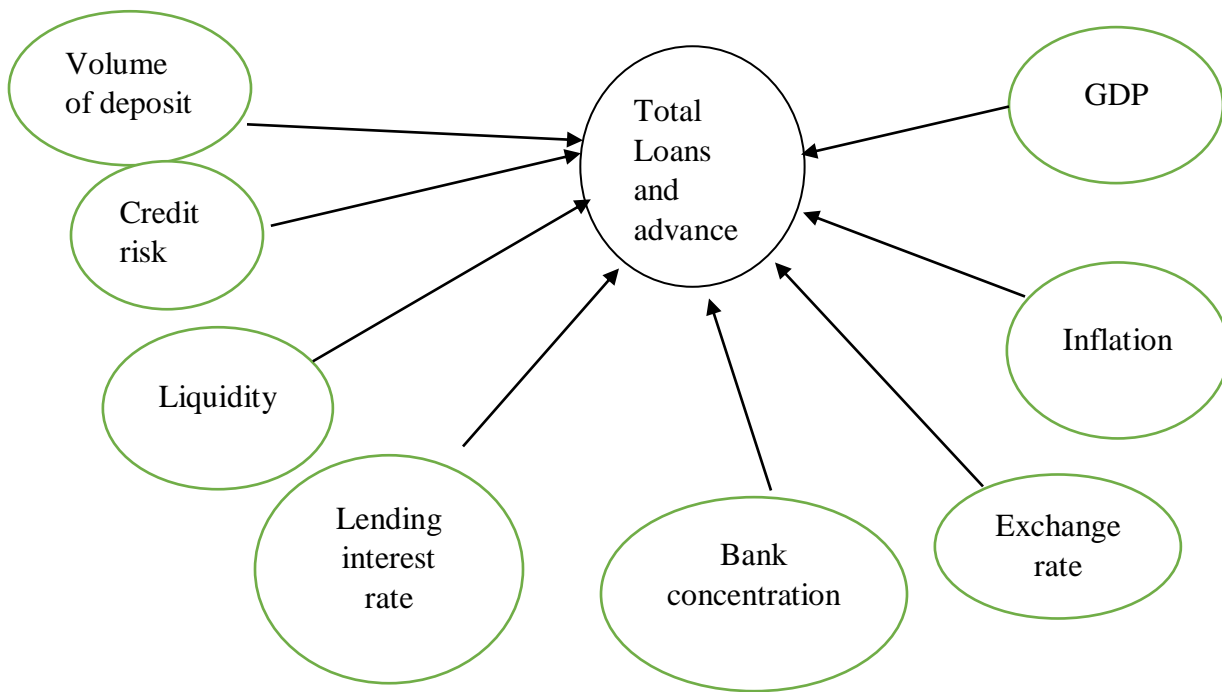 Volume
of deposit
Credit
risk
Liquidity
Lending
interest
rate
Total
Loans
and
advance
Bank
concentration
GDP
Inflation
Exchange
rate